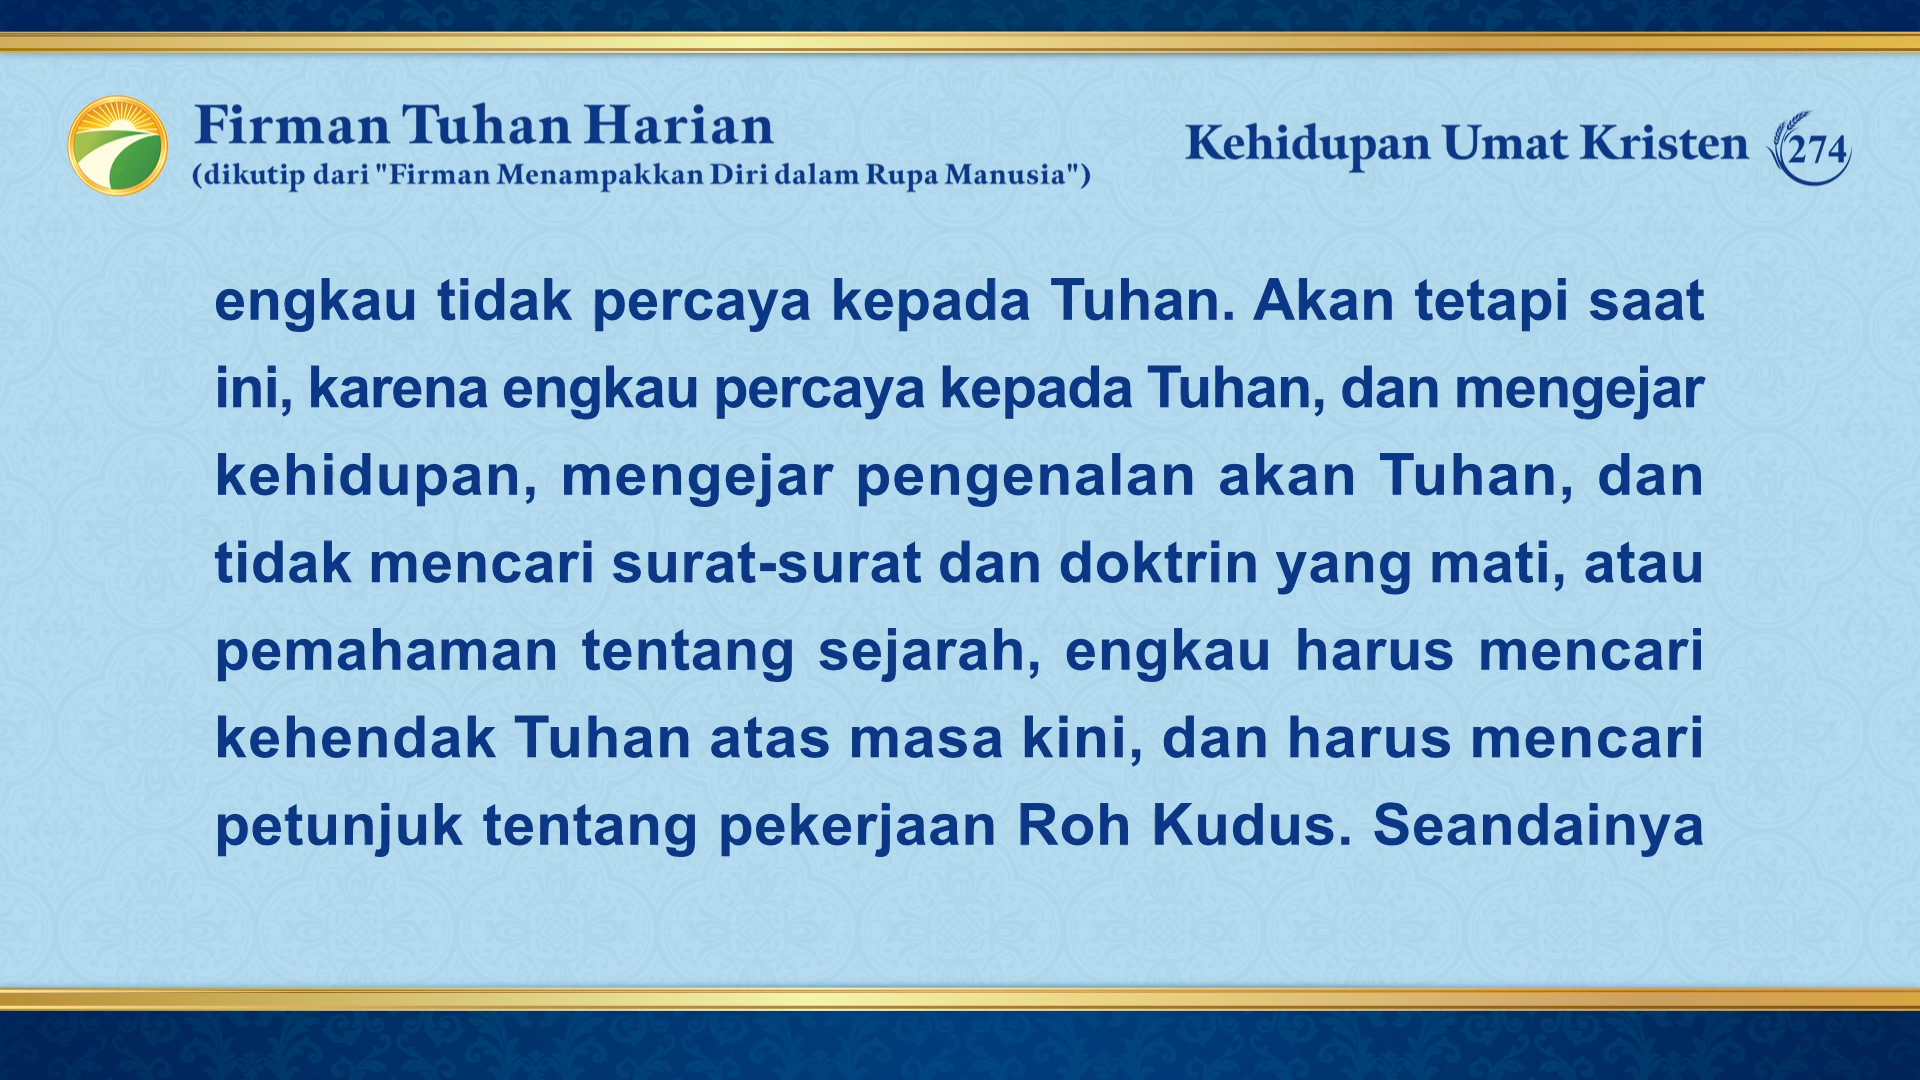 Firman Tuhan Harian
(dikutip dari "Firman Menampakkan Diri dalam Rupa Manusia")
Kehidupan Umat Kristen 274
engkau tidak percaya kepada Tuhan. Akan tetapi saat
ini, karena engkau percaya kepada Tuhan, dan mengejar
kehidupan, mengejar pengenalan akan Tuhan, dan
tidak mencari surat-surat dan doktrin yang mati, atau
pemahaman tentang sejarah, engkau harus mencari
kehendak Tuhan atas masa kini, dan harus mencari
petunjuk tentang pekerjaan Roh Kudus. Seandainya